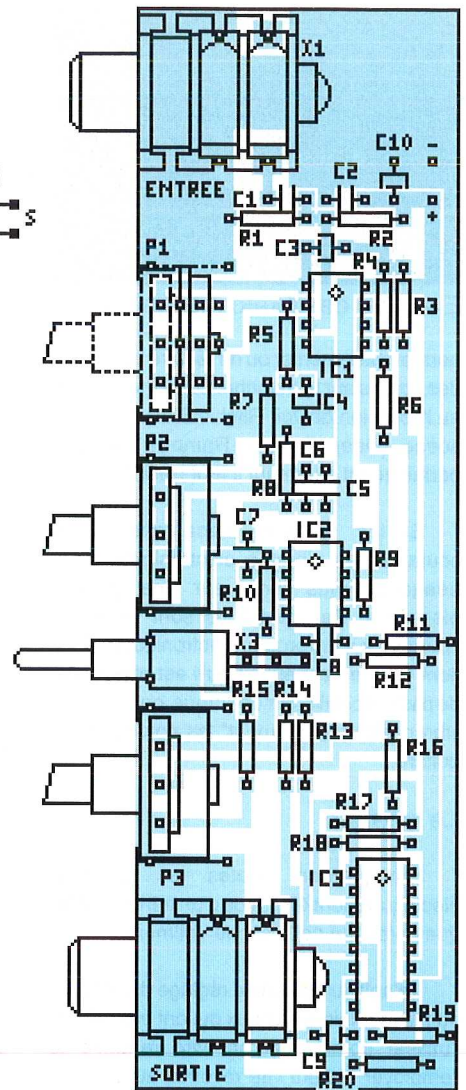 X1
C10
-
ENTREE
C1
C2
S
R1
R2
+
P1
C3
R4
R5
R3
IC1
R7
IC4
R6
P2
C6
R8
C5
C7
IC2
R9
R10
R11
X3
C8
R12
R15
R14
R13
R16
R17
R18
P3
IC3
R19
SORTIE
C9
R20